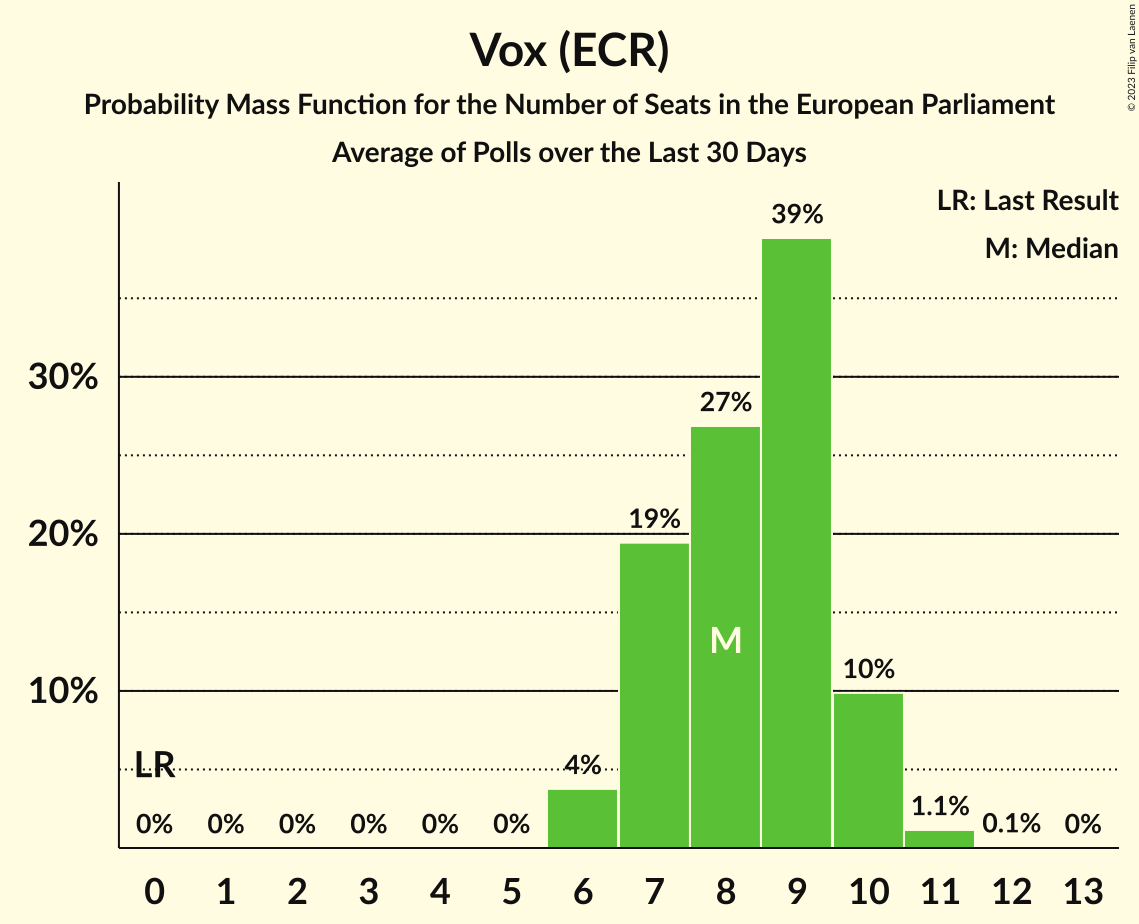 Vox (ECR)
Probability Mass Function for the Number of Seats in the European Parliament
Average of Polls over the Last 30 Days
© 2023 Filip van Laenen
LR: Last Result
M: Median
39%
30%
27%
20%
19%
M
10%
10%
LR
4%
0% 0% 0% 0% 0% 0% 1.1% 0.1% 0%
0 1 2 3 4 5 6 7 8 9 10 11 12 13